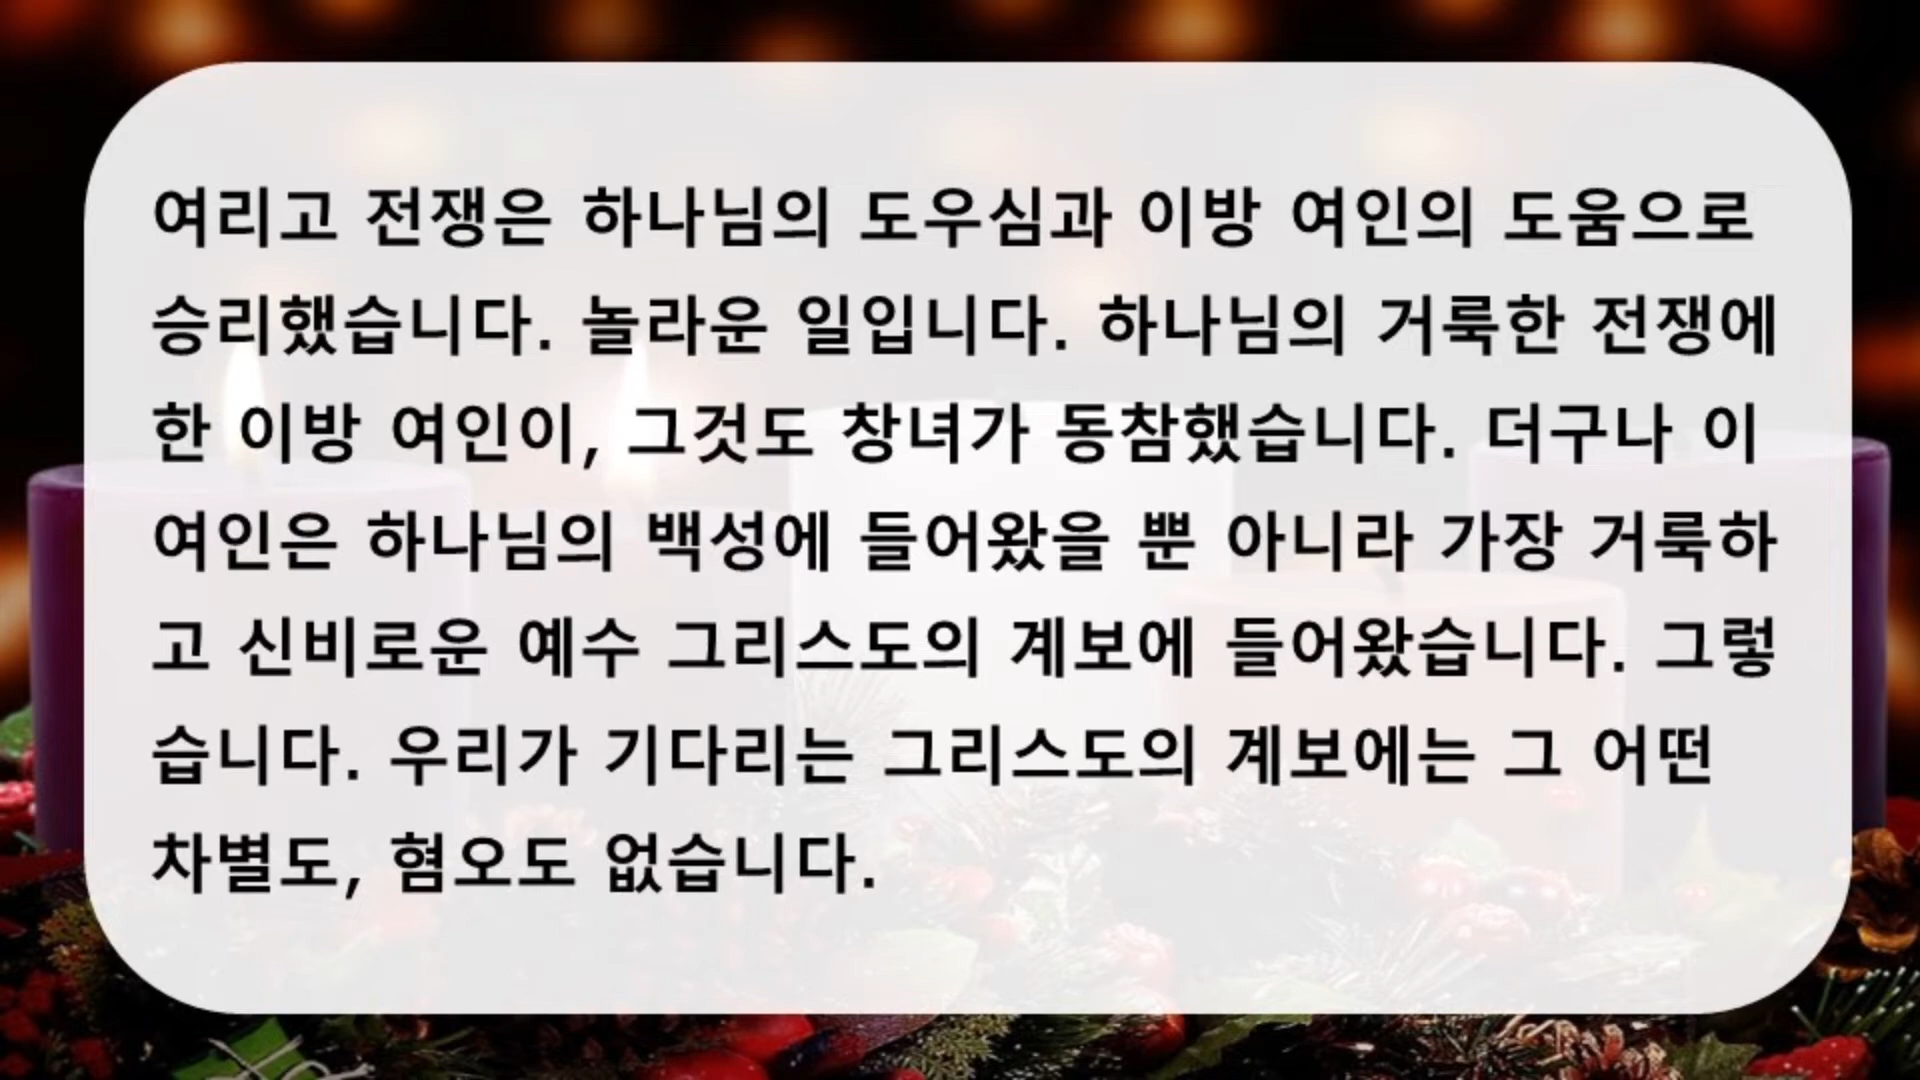 여리고 전쟁은 하나님의 도우심과 이방 여인의 도움으로
승리했습니다. 놀라운 일입니다. 하나님의 거룩한 전쟁에
한 이방 여인이, 그것도 창녀가 동참했습니다. 더구나 이
여인은 하나님의 백성에 들어왔을 뿐 아니라 가장 거룩하
고 신비로운 예수 그리스도의 계보에 들어왔습니다. 그렇
습니다. 우리가 기다리는 그리스도의 계보에는 그 어떤
차별도, 혐오도 없습니다.